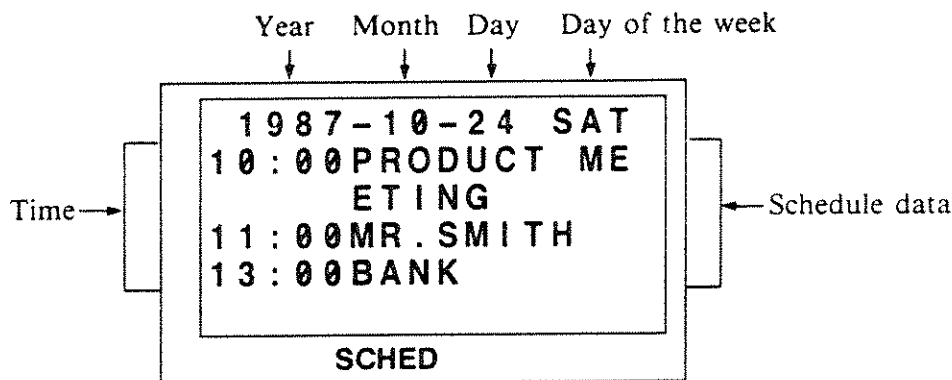 Year Month Day Day of the week
1987-10-24 SAT
10:00PRODUCT ME
ETING
Time
Schedule data
11:00MR.SMITH
13:00BANK
SCHED